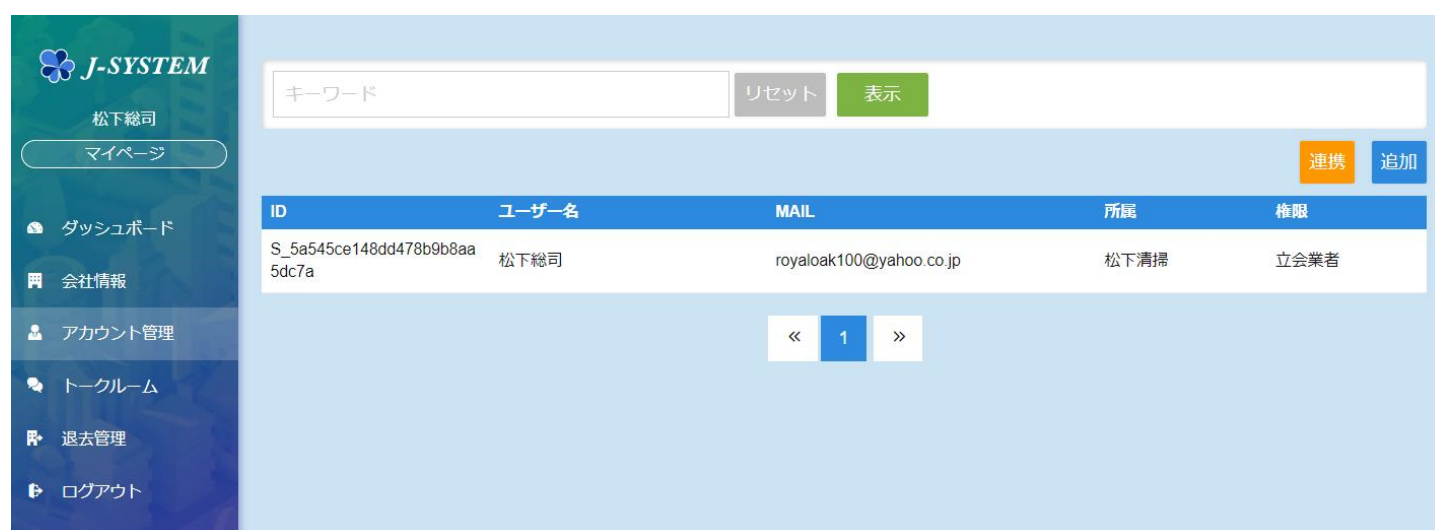 J-SYSTEM
松下総司
マイページ
ダッシュボード
会社情報
アカウント管理
トークルーム
退去管理
ログアウト
キーワード
リセット
表示
連携
追加
ID ユーザー名 MAIL 所属 権限
S_5a545ce148dd478b9b8aa
5dc7a 松下総司 royaloak100@yahoo.co.jp 松下清掃 立会業者
« 1 »